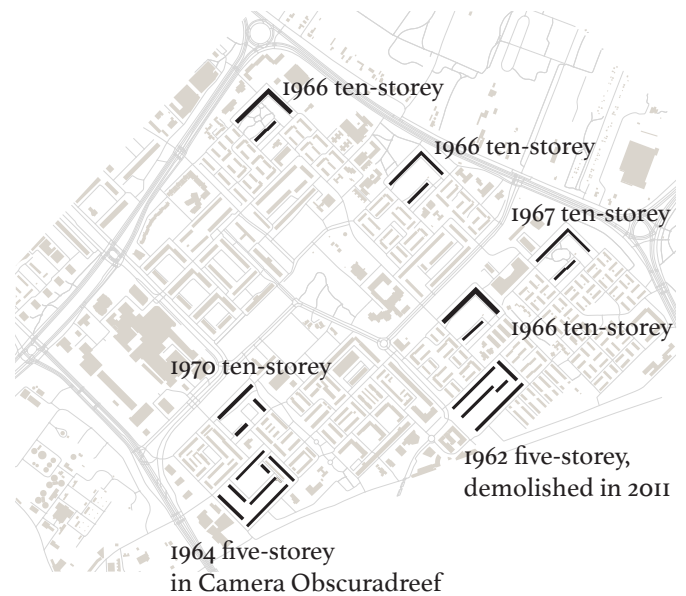 1966 ten-storey
1966 ten-storey
1967 ten-storey
1966 ten-storey
1970 ten-storey
1962 five-storey,
demolished in 2011
1964 five-storey
in Camera Obscuradreef